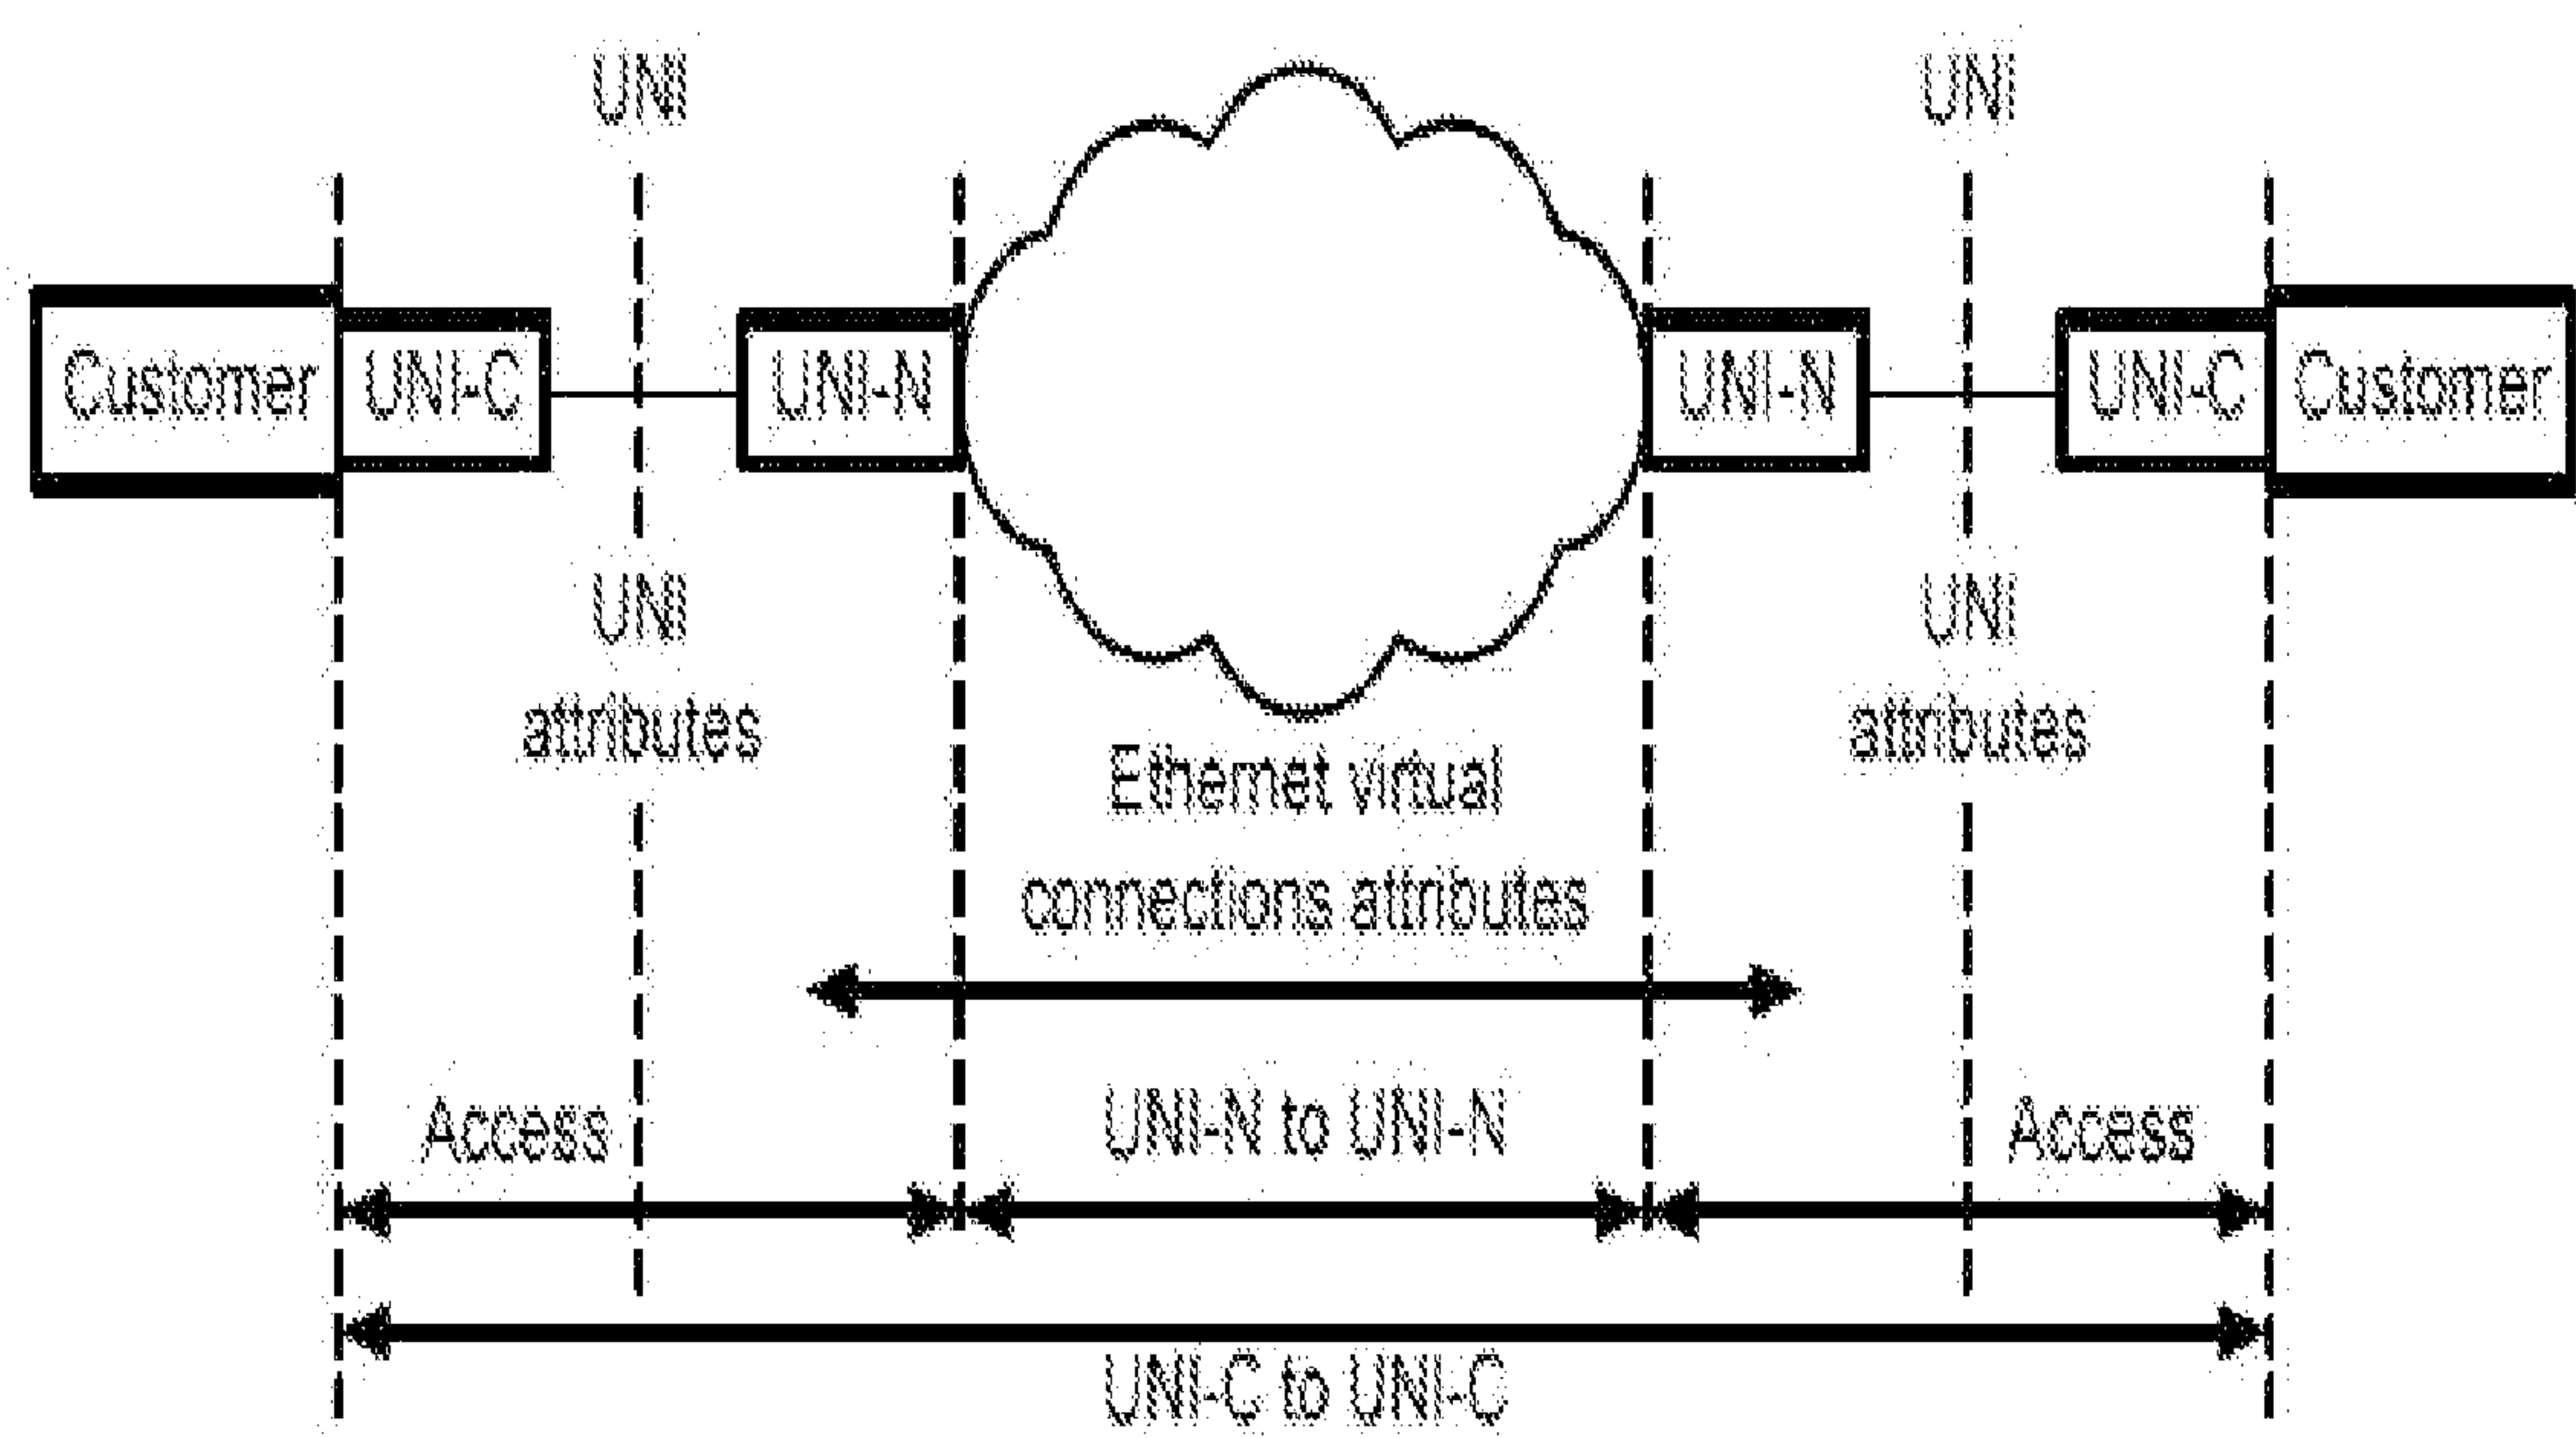 UNI
UNI
Customer
UNI-C
UNI-N
UNI-N
UNI-C
Customer
UNI
attributes
UNI
attributes
Ethernet virtual
connections attributes
Access
UNI-N to UNI-N
Access
UNI-C to UNI-C